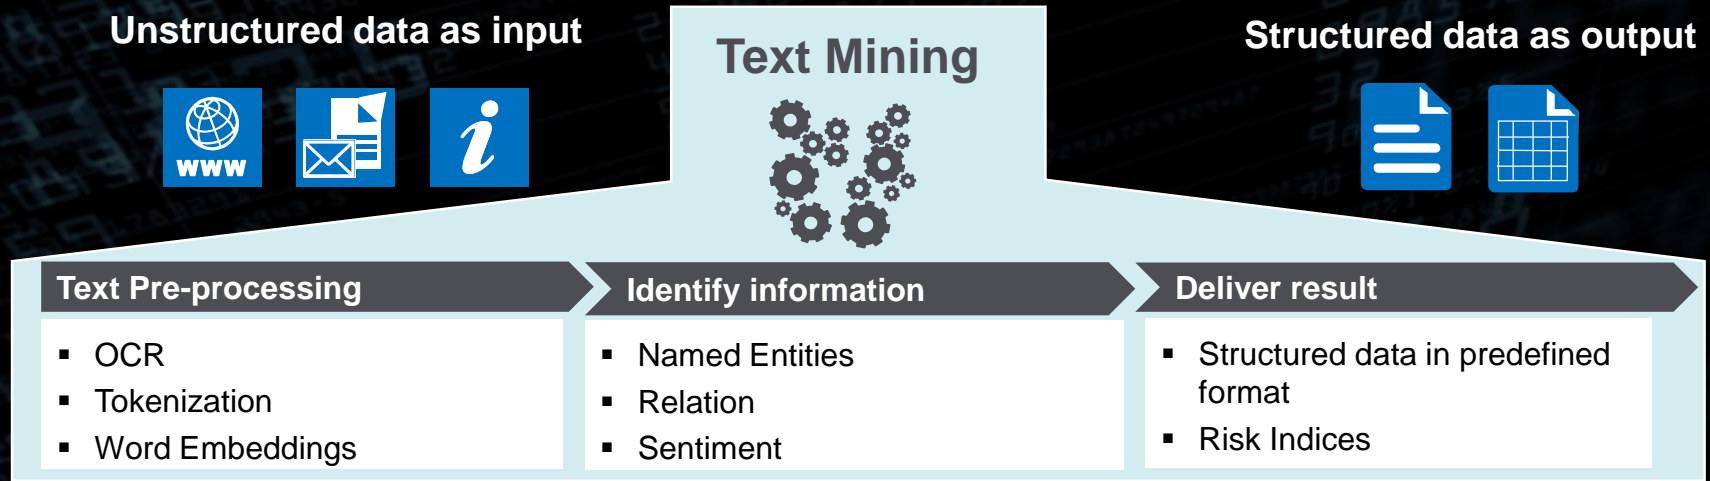 Unstructured data as input
Text Mining
Structured data as output
www
i
Text Pre-processing
▪ OCR
▪ Tokenization
▪ Word Embeddings
Identify information
▪ Named Entities
▪ Relation
▪ Sentiment
Deliver result
▪ Structured data in predefined
format
▪ Risk Indices